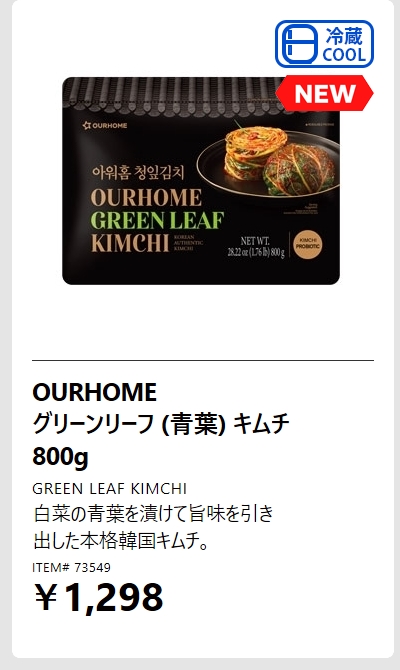 冷蔵
COOL
NEW
OURHOME
아워홈 청잎김치
OURHOME
GREEN LEAF
KIMCHI
KOREAN
AUTHENTIC
KIMCHI
NET WT.
28.22 oz (1.76 lb) 800 g
KIMCHI
PROBIOTIC
OURHOME
グリーンリーフ (青葉) キムチ
800g
GREEN LEAF KIMCHI
白菜の青葉を漬けて旨味を引き
出した本格韓国キムチ。
ITEM# 73549
￥1,298